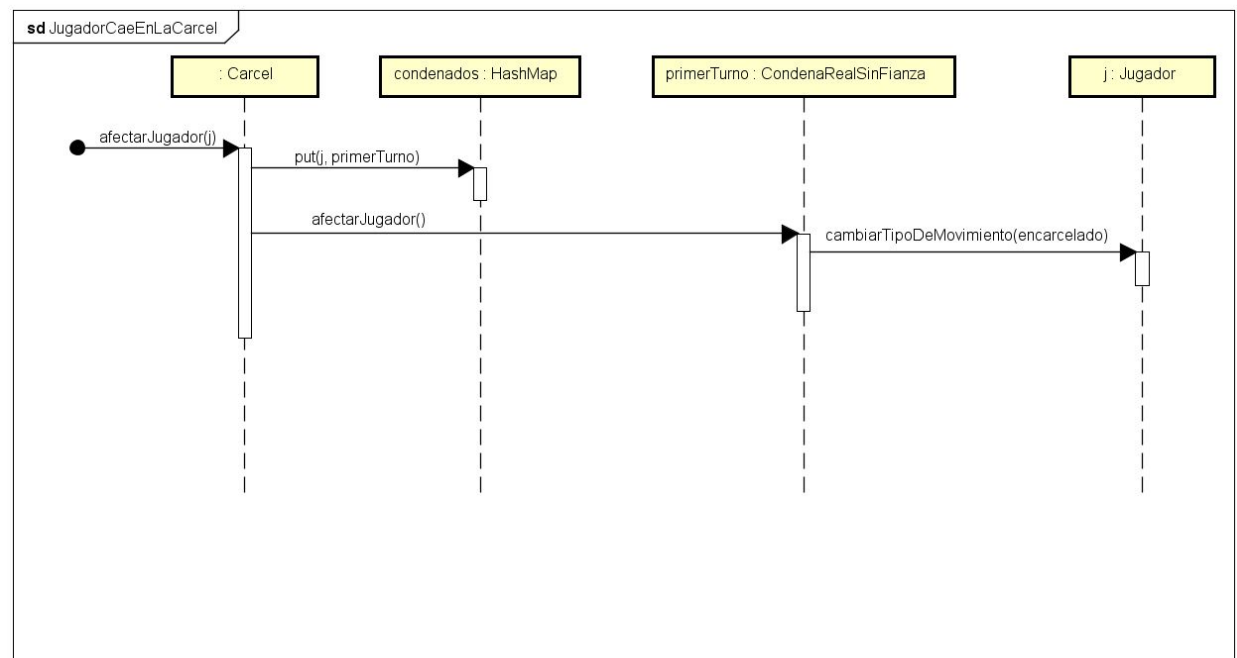 sd JugadorCaeEnLaCarcel
: Carcel
condenados : HashMap
primerTurno : CondenaRealSinFianza
j : Jugador
afectarJugador(j)
put(j, primerTurno)
afectarJugador()
cambiarTipoDeMovimiento(encarcelado)